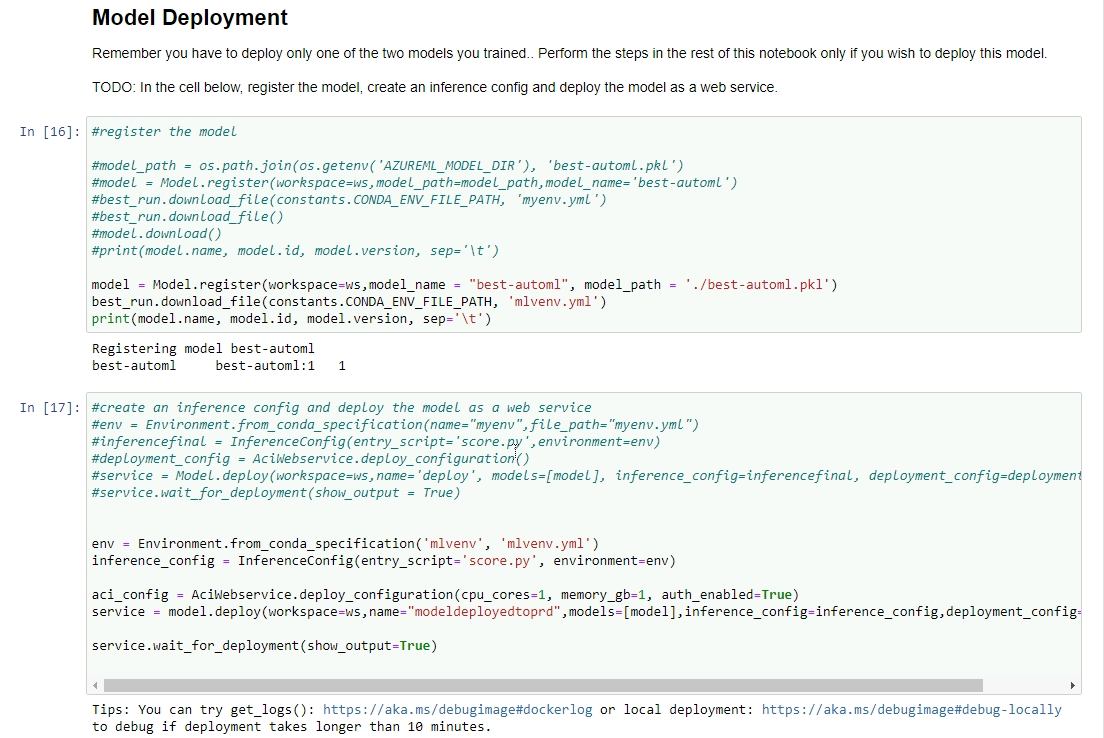 Model Deployment
Remember you have to deploy only one of the two models you trained.. Perform the steps in the rest of this notebook only if you wish to deploy this model.
TODO: In the cell below, register the model, create an inference config and deploy the model as a web service.
In [16]:
#register the model
#model_path = os.path.join(os.getenv('AZUREML_MODEL_DIR'), 'best-automl.pkl')
#model = Model.register(workspace=ws,model_path=model_path,model_name='best-automl')
#best_run.download_file(constants.CONDA_ENV_FILE_PATH, 'myenv.yml')
#best_run.download_file()
#model.download()
#print(model.name, model.id, model.version, sep='\t')
model = Model.register(workspace=ws,model_name = "best-automl", model_path = './best-automl.pkl')
best_run.download_file(constants.CONDA_ENV_FILE_PATH, 'mlvenv.yml')
print(model.name, model.id, model.version, sep='\t')
Registering model best-automl
best-automl     best-automl:1   1
In [17]:
#create an inference config and deploy the model as a web service
#env = Environment.from_conda_specification(name="myenv",file_path="myenv.yml")
#inferencefinal = InferenceConfig(entry_script='score.py',environment=env)
#deployment_config = AciWebservice.deploy_configuration()
#service = Model.deploy(workspace=ws,name='deploy', models=[model], inference_config=inferencefinal, deployment_config=deployment
#service.wait_for_deployment(show_output = True)
env = Environment.from_conda_specification('mlvenv', 'mlvenv.yml')
inference_config = InferenceConfig(entry_script='score.py', environment=env)
aci_config = AciWebservice.deploy_configuration(cpu_cores=1, memory_gb=1, auth_enabled=True)
service = model.deploy(workspace=ws,name="modeldeployedtoprd",models=[model],inference_config=inference_config,deployment_config=
service.wait_for_deployment(show_output=True)
Tips: You can try get_logs(): https://aka.ms/debugimage#dockerlog or local deployment: https://aka.ms/debugimage#debug-locally
to debug if deployment takes longer than 10 minutes.